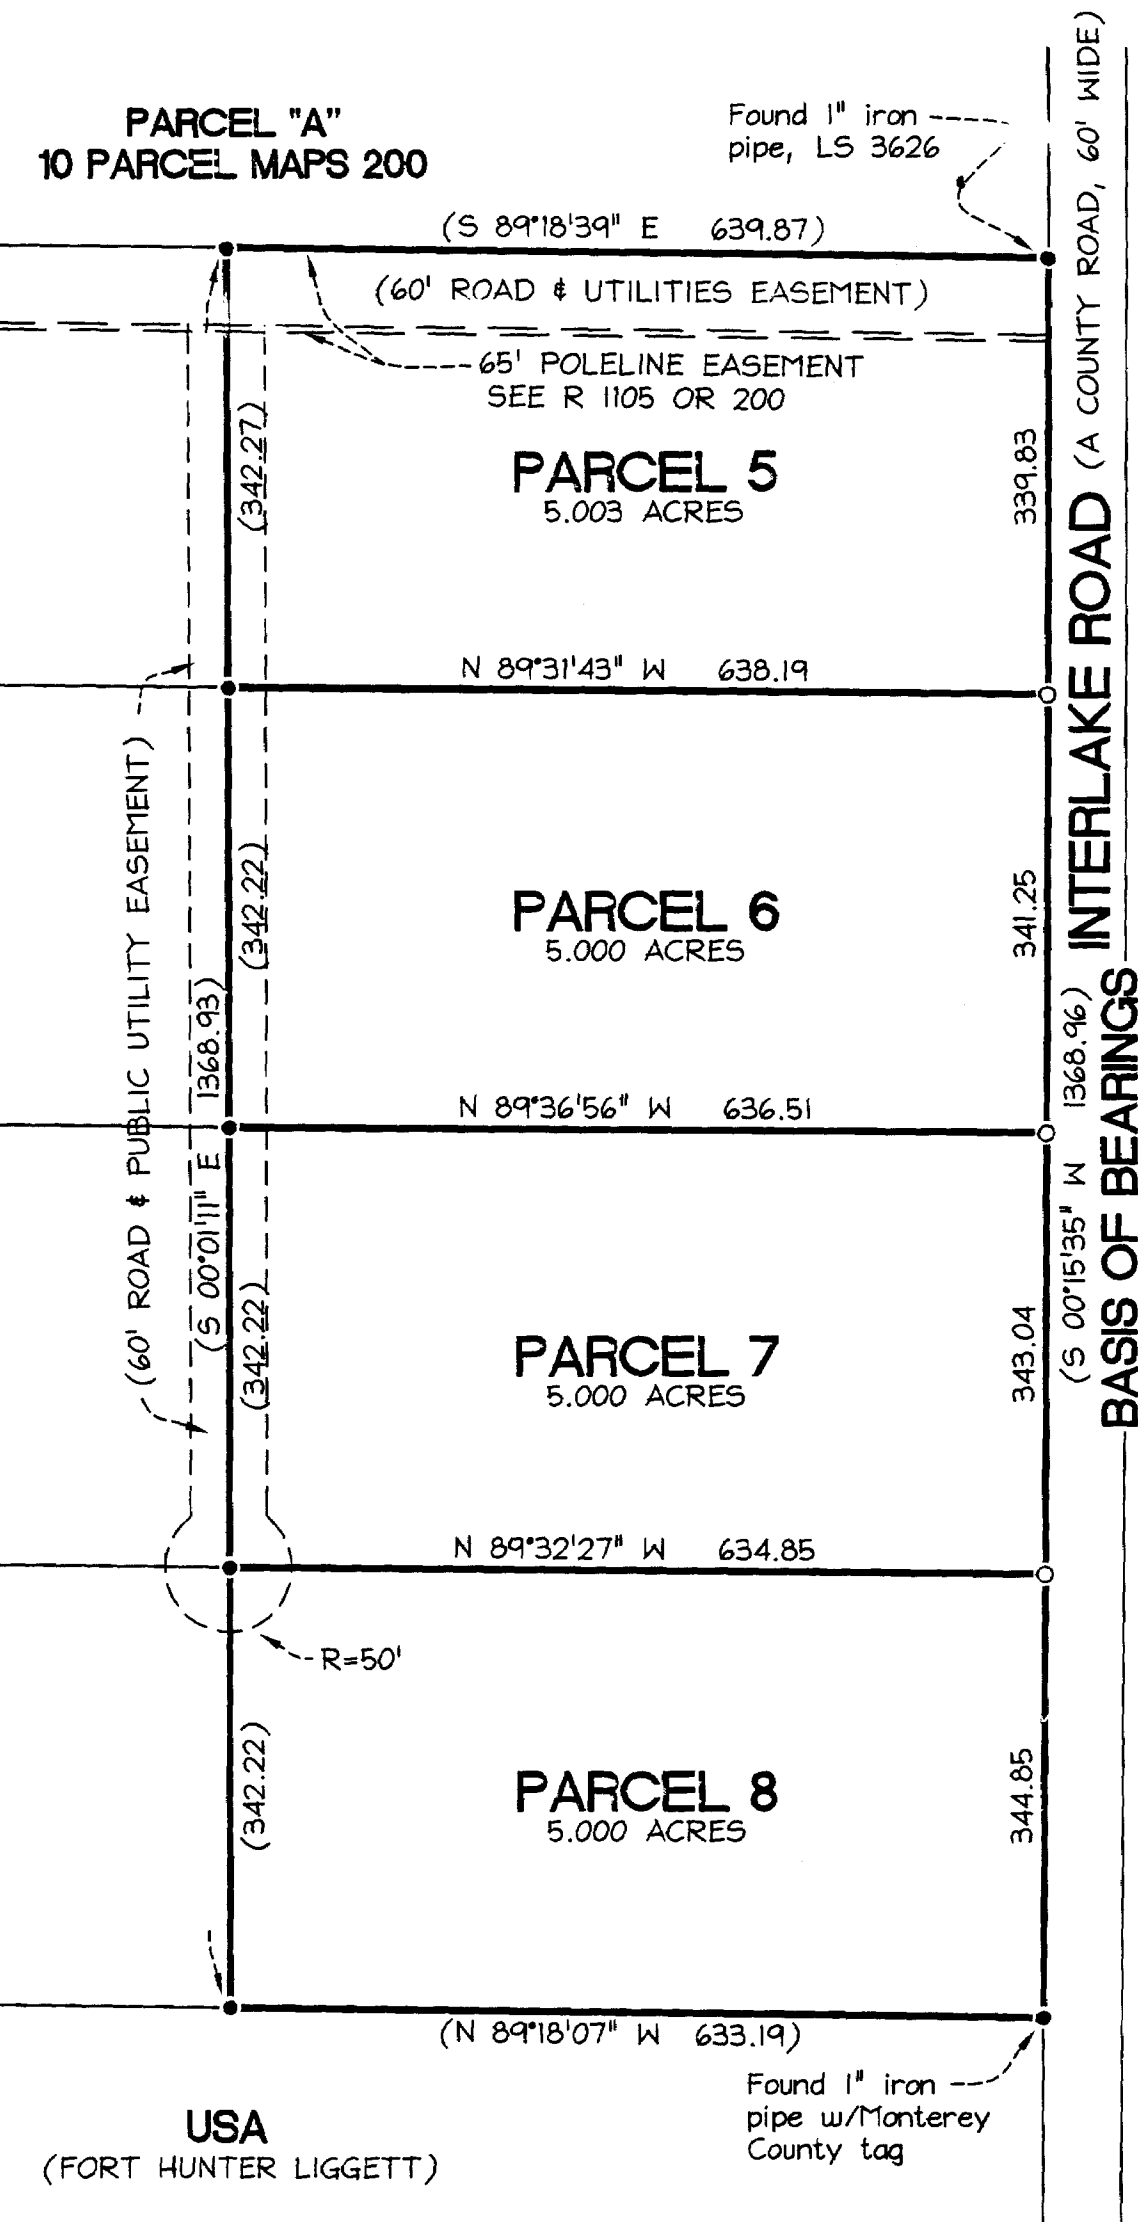 PARCEL "A"
10 PARCEL MAPS 200
Found 1" iron
pipe, LS 3626
(S 89°18'39" E 639.87)
(60' ROAD & UTILITIES EASEMENT)
65' POLELINE EASEMENT
SEE R 1105 OR 200
(342.27)
PARCEL 5
5.003 ACRES
339.83
INTERLAKE ROAD (A COUNTY ROAD, 60' WIDE)
N 89°31'43" W 638.19
(60' ROAD & PUBLIC UTILITY EASEMENT)
(342.22)
PARCEL 6
5.000 ACRES
341.25
(S 00°01'11" E 1368.93)
N 89°36'56" W 636.51
(S 00°15'35" W 1368.96)
BASIS OF BEARINGS
(342.22)
PARCEL 7
5.000 ACRES
343.04
N 89°32'27" W 634.85
R=50'
(342.22)
PARCEL 8
5.000 ACRES
344.85
(N 89°18'07" W 633.19)
Found 1" iron
pipe w/Monterey
County tag
USA
(FORT HUNTER LIGGETT)